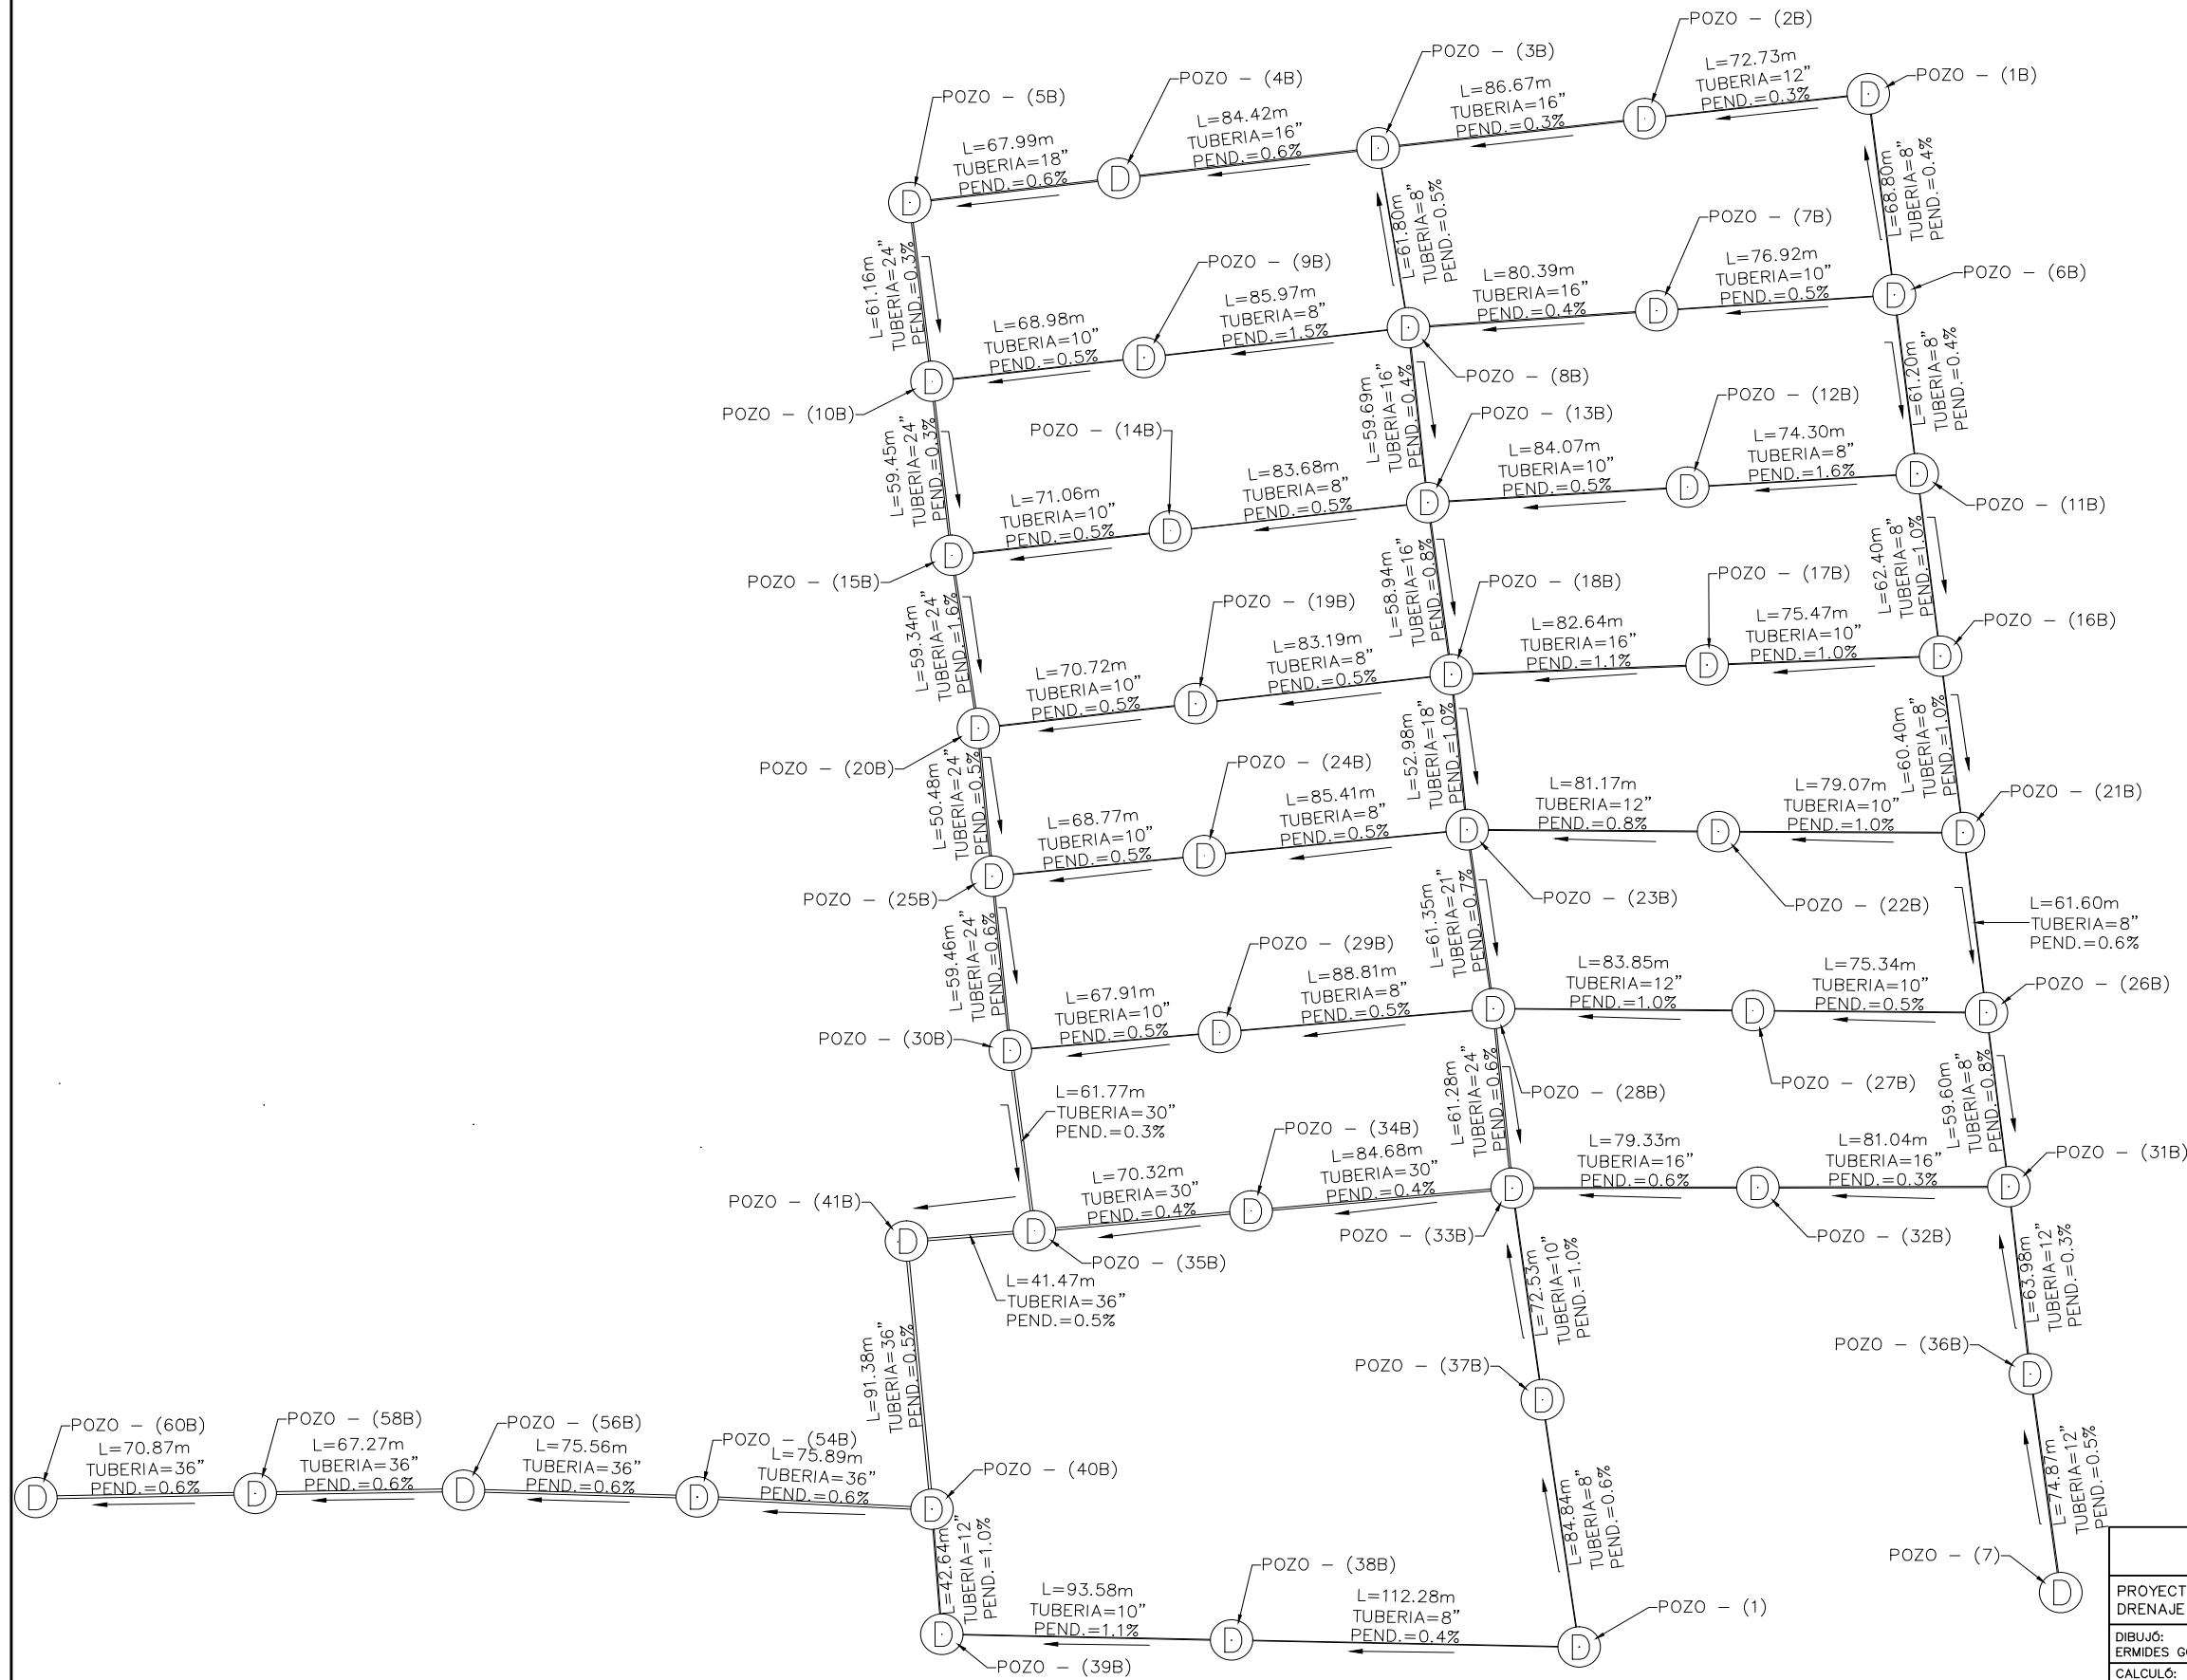 POZO – (2B)
POZO – (3B)
POZO – (4B)
POZO – (5B)
POZO – (1B)
L=72.73m
TUBERIA=12"
PEND.=0.3%
L=86.67m
TUBERIA=16"
PEND.=0.3%
L=84.42m
TUBERIA=16"
PEND.=0.6%
L=67.99m
TUBERIA=18"
PEND.=0.6%
D
D
D
D
D
L=61.16m
TUBERIA=24"
PEND.=0.3%
L=61.80m
TUBERIA=8"
PEND.=0.5%
L=68.80m
TUBERIA=8"
PEND.=0.4%
POZO – (7B)
POZO – (9B)
POZO – (6B)
L=68.98m
TUBERIA=10"
PEND.=0.5%
L=85.97m
TUBERIA=8"
PEND.=1.5%
L=80.39m
TUBERIA=16"
PEND.=0.4%
L=76.92m
TUBERIA=10"
PEND.=0.5%
D
D
D
D
D
POZO – (8B)
POZO – (10B)
L=59.45m
TUBERIA=24"
PEND.=0.3%
L=59.69m
TUBERIA=16"
PEND.=0.4%
L=61.20m
TUBERIA=8"
PEND.=0.4%
POZO – (12B)
POZO – (13B)
POZO – (14B)
L=71.06m
TUBERIA=10"
PEND.=0.5%
L=83.68m
TUBERIA=8"
PEND.=0.5%
L=84.07m
TUBERIA=10"
PEND.=0.5%
L=74.30m
TUBERIA=8"
PEND.=1.6%
D
D
D
D
D
POZO – (11B)
POZO – (15B)
L=59.34m
TUBERIA=24"
PEND.=1.6%
L=58.94m
TUBERIA=16"
PEND.=0.8%
L=62.40m
TUBERIA=8"
PEND.=1.0%
POZO – (17B)
POZO – (18B)
POZO – (19B)
POZO – (16B)
L=70.72m
TUBERIA=10"
PEND.=0.5%
L=83.19m
TUBERIA=8"
PEND.=0.5%
L=82.64m
TUBERIA=16"
PEND.=1.1%
L=75.47m
TUBERIA=10"
PEND.=1.0%
D
D
D
D
D
POZO – (20B)
L=50.48m
TUBERIA=24"
PEND.=0.5%
L=52.98m
TUBERIA=18"
PEND.=1.0%
L=60.40m
TUBERIA=8"
PEND.=1.0%
POZO – (24B)
POZO – (21B)
L=68.77m
TUBERIA=10"
PEND.=0.5%
L=85.41m
TUBERIA=8"
PEND.=0.5%
L=81.17m
TUBERIA=12"
PEND.=0.8%
L=79.07m
TUBERIA=10"
PEND.=1.0%
D
D
D
D
D
POZO – (25B)
POZO – (23B)
POZO – (22B)
L=59.46m
TUBERIA=24"
PEND.=0.6%
L=61.35m
TUBERIA=21"
PEND.=0.7%
L=61.60m
TUBERIA=8"
PEND.=0.6%
POZO – (29B)
POZO – (26B)
L=67.91m
TUBERIA=10"
PEND.=0.5%
L=88.81m
TUBERIA=8"
PEND.=0.5%
L=83.85m
TUBERIA=12"
PEND.=1.0%
L=75.34m
TUBERIA=10"
PEND.=0.5%
D
D
D
D
D
POZO – (30B)
POZO – (28B)
POZO – (27B)
L=61.77m
TUBERIA=30"
PEND.=0.3%
L=61.28m
TUBERIA=24"
PEND.=0.6%
L=59.60m
TUBERIA=8"
PEND.=0.8%
POZO – (34B)
POZO – (31B)
L=70.32m
TUBERIA=30"
PEND.=0.4%
L=84.68m
TUBERIA=30"
PEND.=0.4%
L=79.33m
TUBERIA=16"
PEND.=0.6%
L=81.04m
TUBERIA=16"
PEND.=0.3%
POZO – (41B)
D
D
D
D
D
D
POZO – (35B)
POZO – (33B)
POZO – (32B)
L=41.47m
TUBERIA=36"
PEND.=0.5%
L=91.38m
TUBERIA=36"
PEND.=0.5%
L=72.53m
TUBERIA=10"
PEND.=1.0%
L=63.98m
TUBERIA=12"
PEND.=0.3%
POZO – (37B)
D
POZO – (36B)
D
POZO – (60B)
L=70.87m
TUBERIA=36"
PEND.=0.6%
POZO – (58B)
L=67.27m
TUBERIA=36"
PEND.=0.6%
POZO – (56B)
L=75.56m
TUBERIA=36"
PEND.=0.6%
POZO – (54B)
L=75.89m
TUBERIA=36"
PEND.=0.6%
POZO – (40B)
D
D
D
D
D
L=42.64m
TUBERIA=12"
PEND.=1.0%
L=84.84m
TUBERIA=8"
PEND.=0.6%
L=74.87m
TUBERIA=12"
PEND.=0.5%
POZO – (7)
D
POZO – (38B)
L=93.58m
TUBERIA=10"
PEND.=1.1%
L=112.28m
TUBERIA=8"
PEND.=0.4%
POZO – (1)
D
D
D
POZO – (39B)
PROYECT
DRENAJE
DIBUJÓ:
ERMIDES G
CALCULÓ: